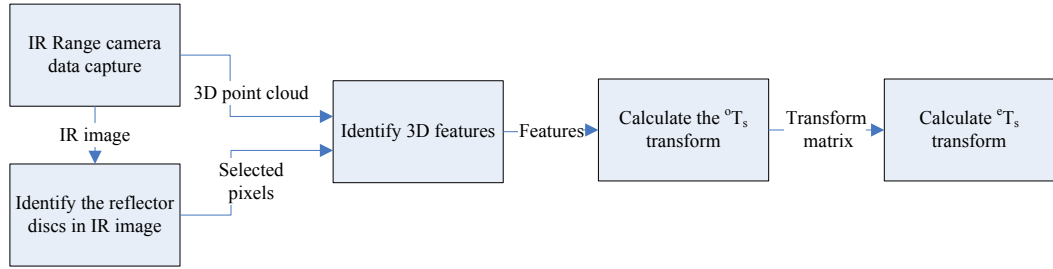 IR Range camera
data capture
3D point cloud
IR image
Identify the reflector
discs in IR image
Selected
pixels
Identify 3D features
Features
Calculate the ᵒTₛ
transform
Transform
matrix
Calculate ᵉTₛ
transform